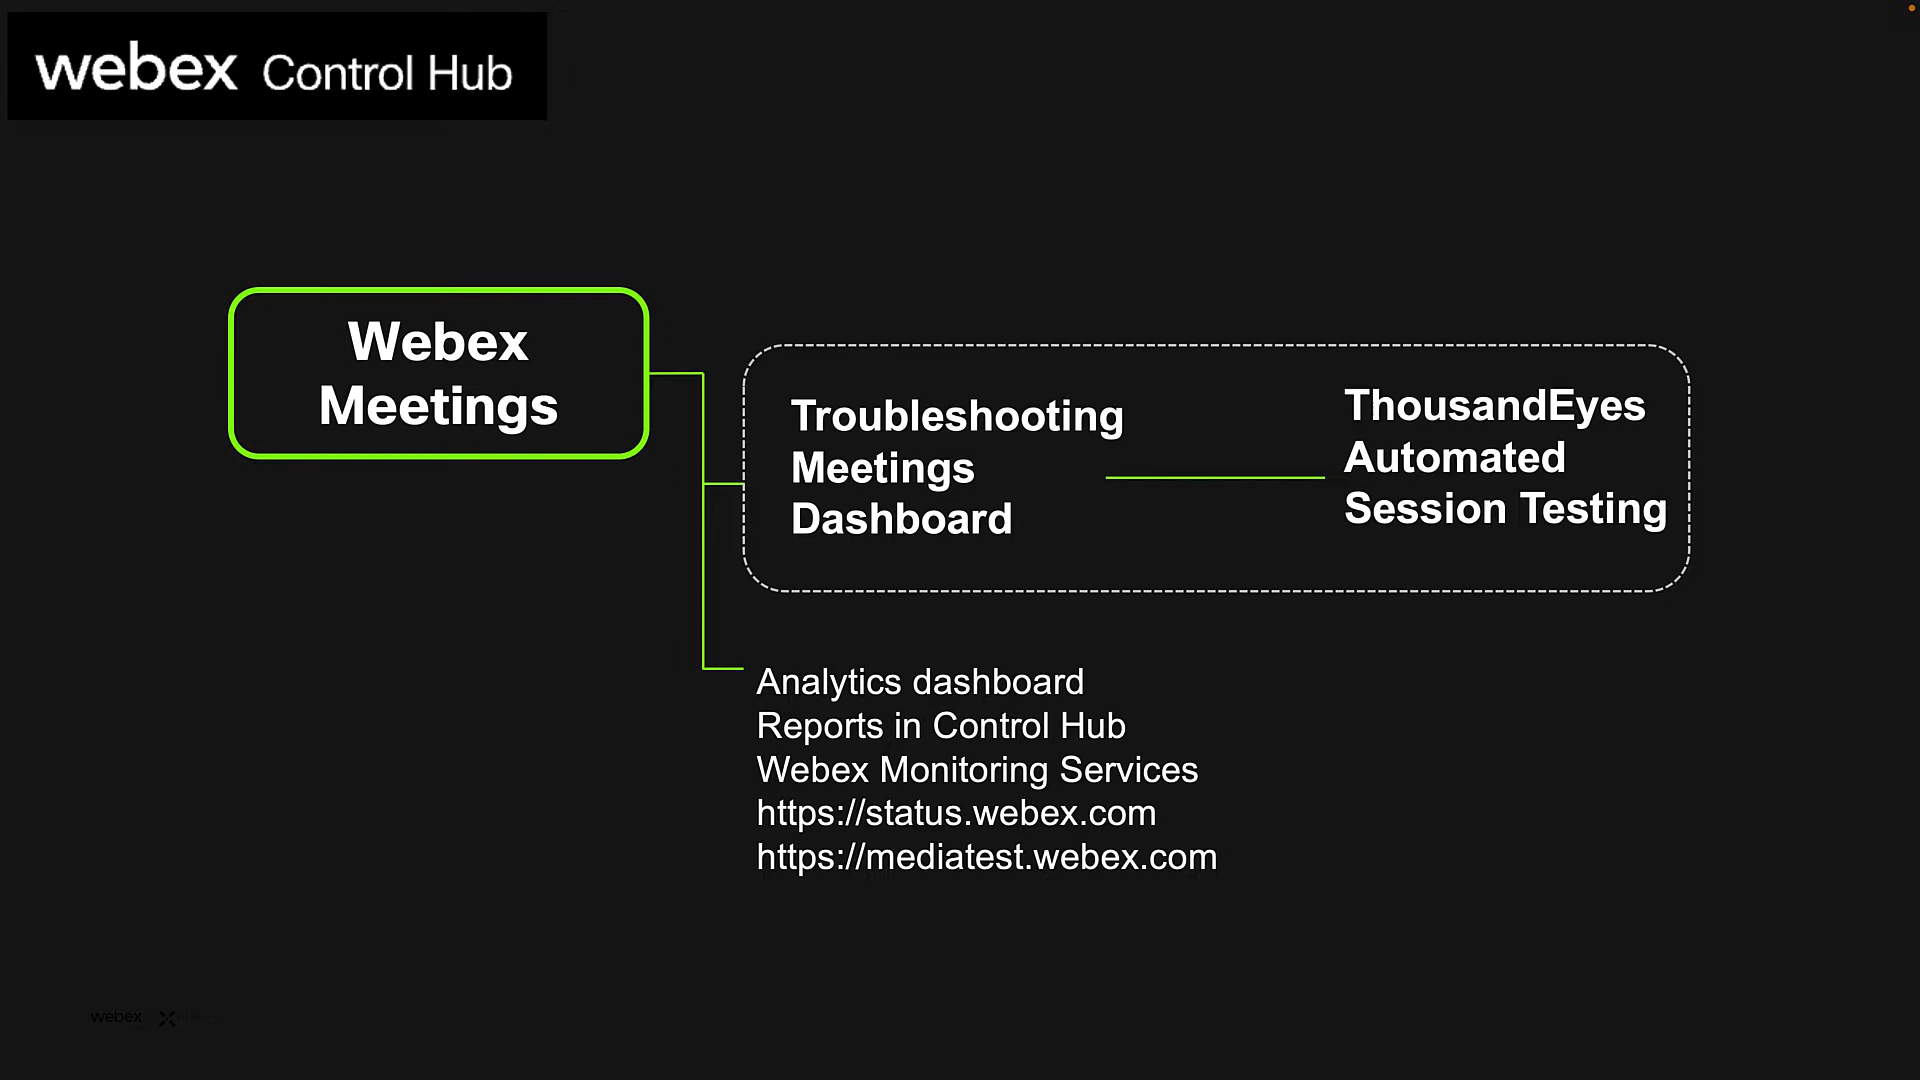 webex Control Hub
Webex
Meetings
Troubleshooting
Meetings
Dashboard
ThousandEyes
Automated
Session Testing
Analytics dashboard
Reports in Control Hub
Webex Monitoring Services
https://status.webex.com
https://mediatest.webex.com
webex